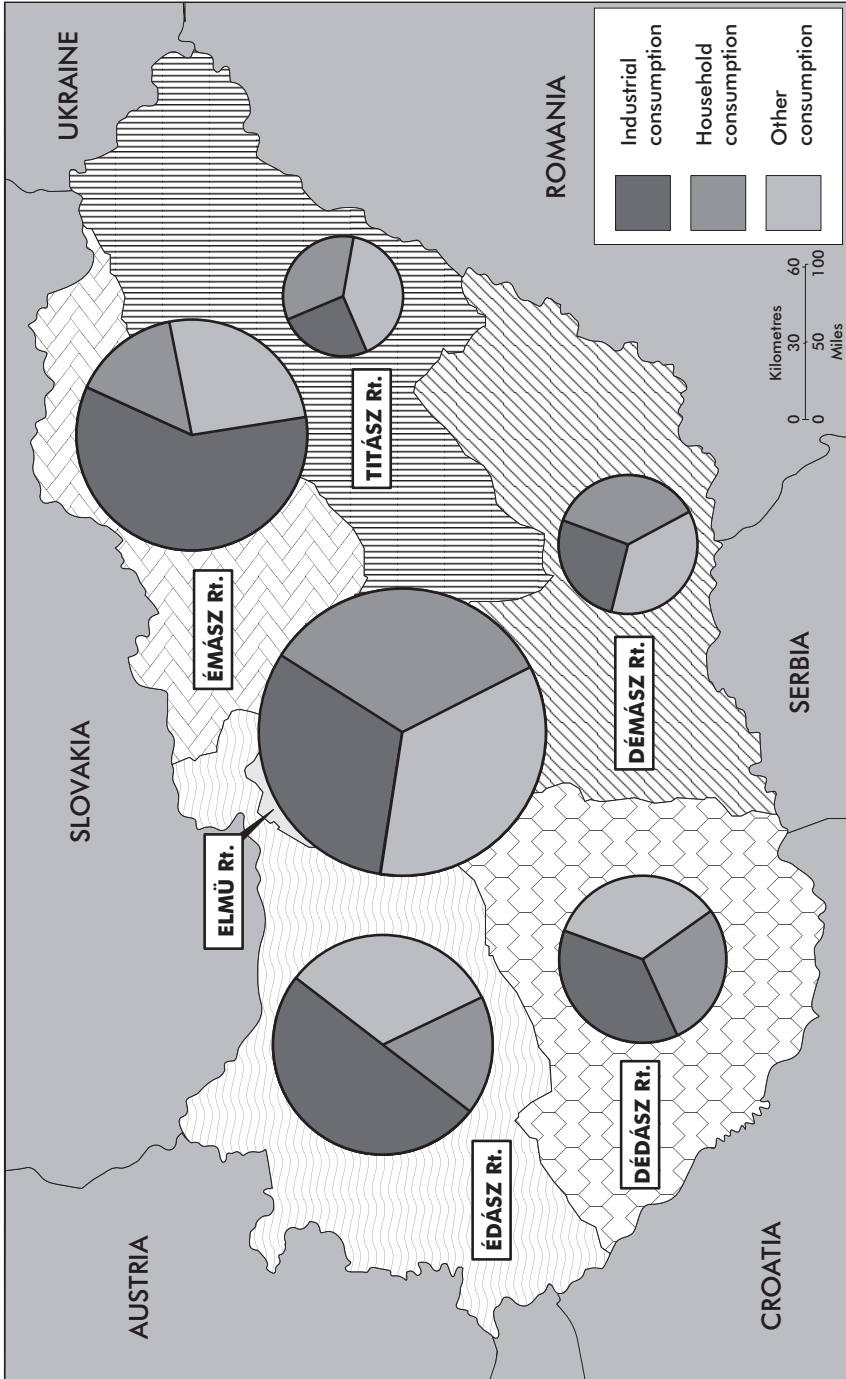 SLOVAKIA
UKRAINE
AUSTRIA
ELMŰ Rt.
ÉMÁSZ Rt.
TITÁSZ Rt.
ÉDÁSZ Rt.
DÉDÁSZ Rt.
DÉMÁSZ Rt.
ROMANIA
CROATIA
SERBIA
Kilometres
0 30 60
0 50 100
Miles
Industrial
consumption
Household
consumption
Other
consumption